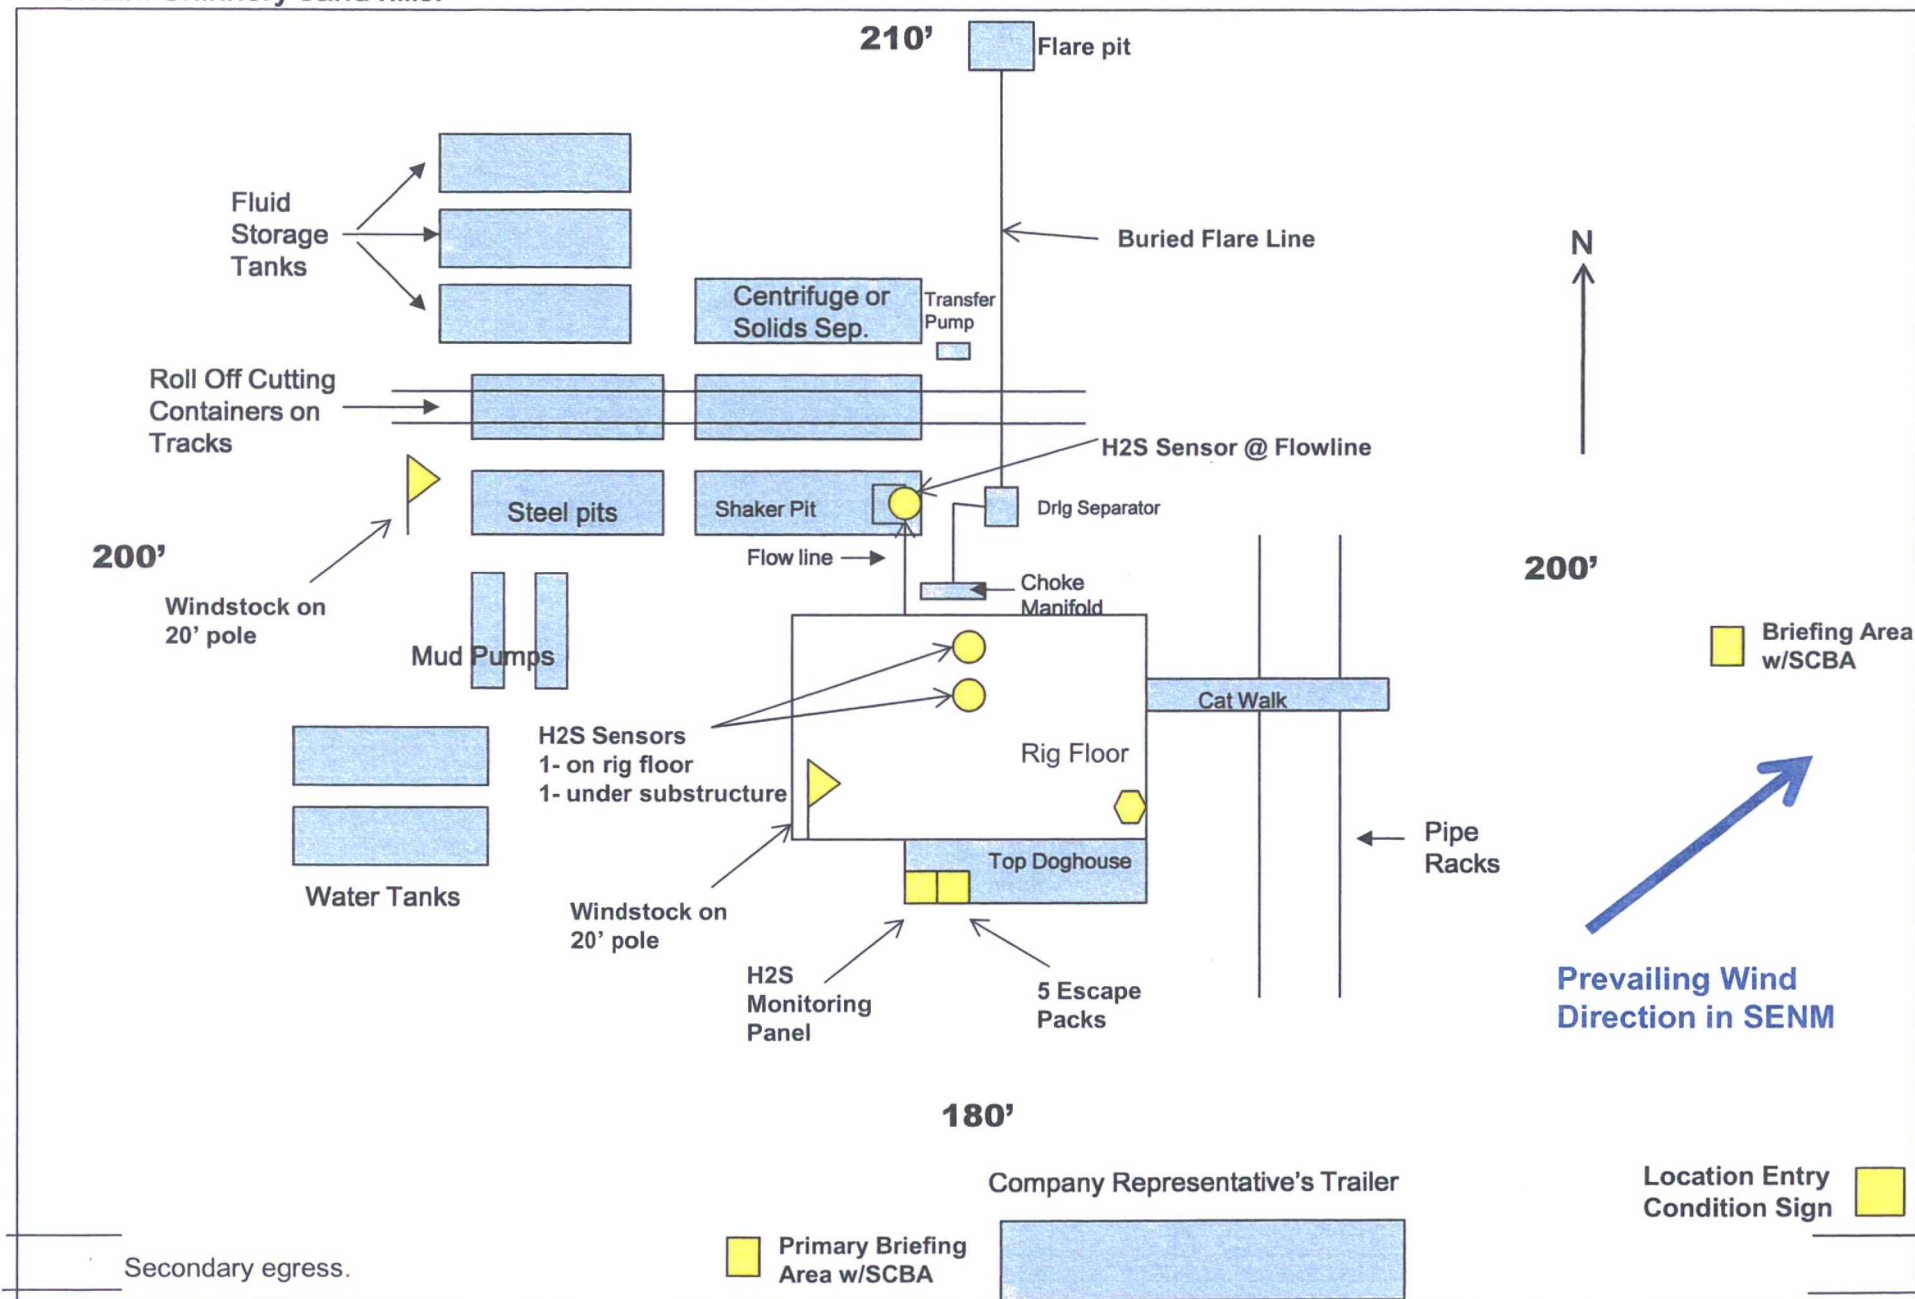 210'
Flare pit
Fluid
Storage
Tanks
Buried Flare Line
N
Centrifuge or
Solids Sep.
Transfer
Pump
Roll Off Cutting
Containers on
Tracks
H2S Sensor @ Flowline
Steel pits
Shaker Pit
Drlg Separator
200'
Flow line
200'
Windstock on
20' pole
Choke
Manifold
Mud Pumps
Briefing Area
w/SCBA
Cat Walk
H2S Sensors
1- on rig floor
1- under substructure
Rig Floor
Pipe
Racks
Top Doghouse
Water Tanks
Windstock on
20' pole
H2S
Monitoring
Panel
5 Escape
Packs
Prevailing Wind
Direction in SENM
180'
Company Representative's Trailer
Location Entry
Condition Sign
Primary Briefing
Area w/SCBA
Secondary egress.